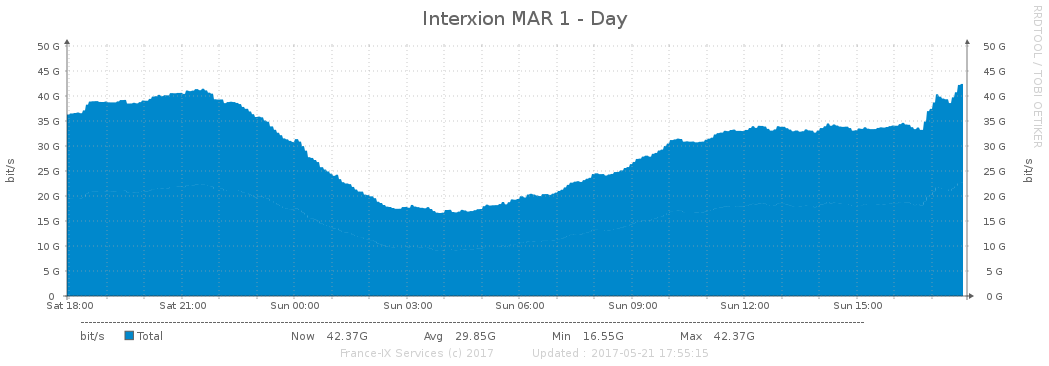 Interxion MAR 1 - Day
RRDTOOL / TOBI OETIKER
50 G 50 G
45 G 45 G
40 G 40 G
35 G 35 G
30 G 30 G
25 G 25 G
20 G 20 G
15 G 15 G
10 G 10 G
5 G 5 G
0 0 G
bit/s
bit/s
Sat 18:00 Sat 21:00 Sun 00:00 Sun 03:00 Sun 06:00 Sun 09:00 Sun 12:00 Sun 15:00
bit/s Total Now 42.37G Avg 29.85G Min 16.55G Max 42.37G
France-IX Services (c) 2017 Updated : 2017-05-21 17:55:15